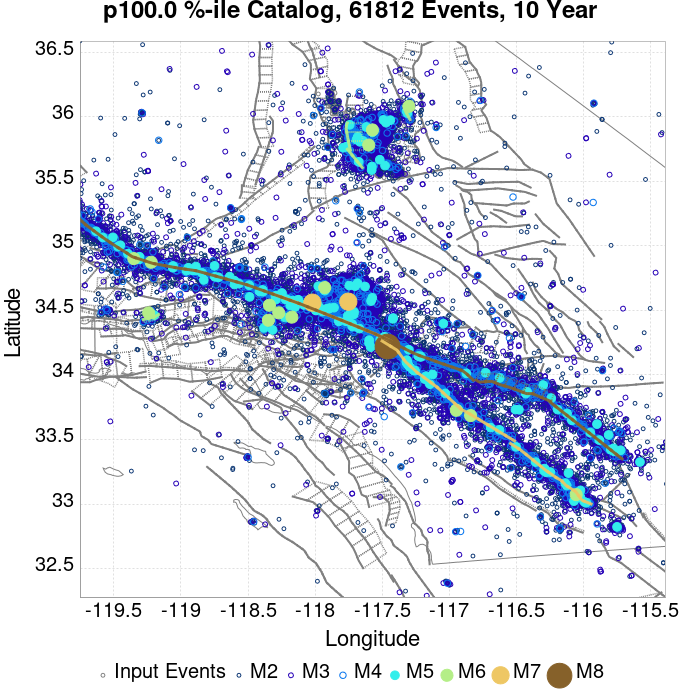 p100.0 %-ile Catalog, 61812 Events, 10 Year
36.5
36
35.5
35
34.5
34
33.5
33
32.5
Latitude
-119.5 -119 -118.5 -118 -117.5 -117 -116.5 -116 -115.5
Longitude
Input Events M2 M3 M4 M5 M6 M7 M8